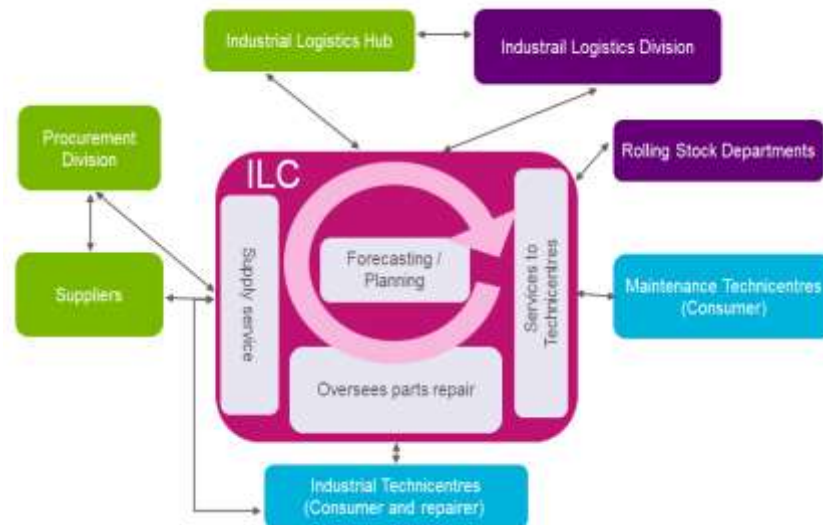 Industrial Logistics Hub
Industrail Logistics Division
Procurement
Division
Rolling Stock Departments
ILC
Supply service
Forecasting /
Planning
Services to
Technicentres
Suppliers
Maintenance Technicentres
(Consumer)
Oversees parts repair
Industrial Technicentres
(Consumer and repairer)